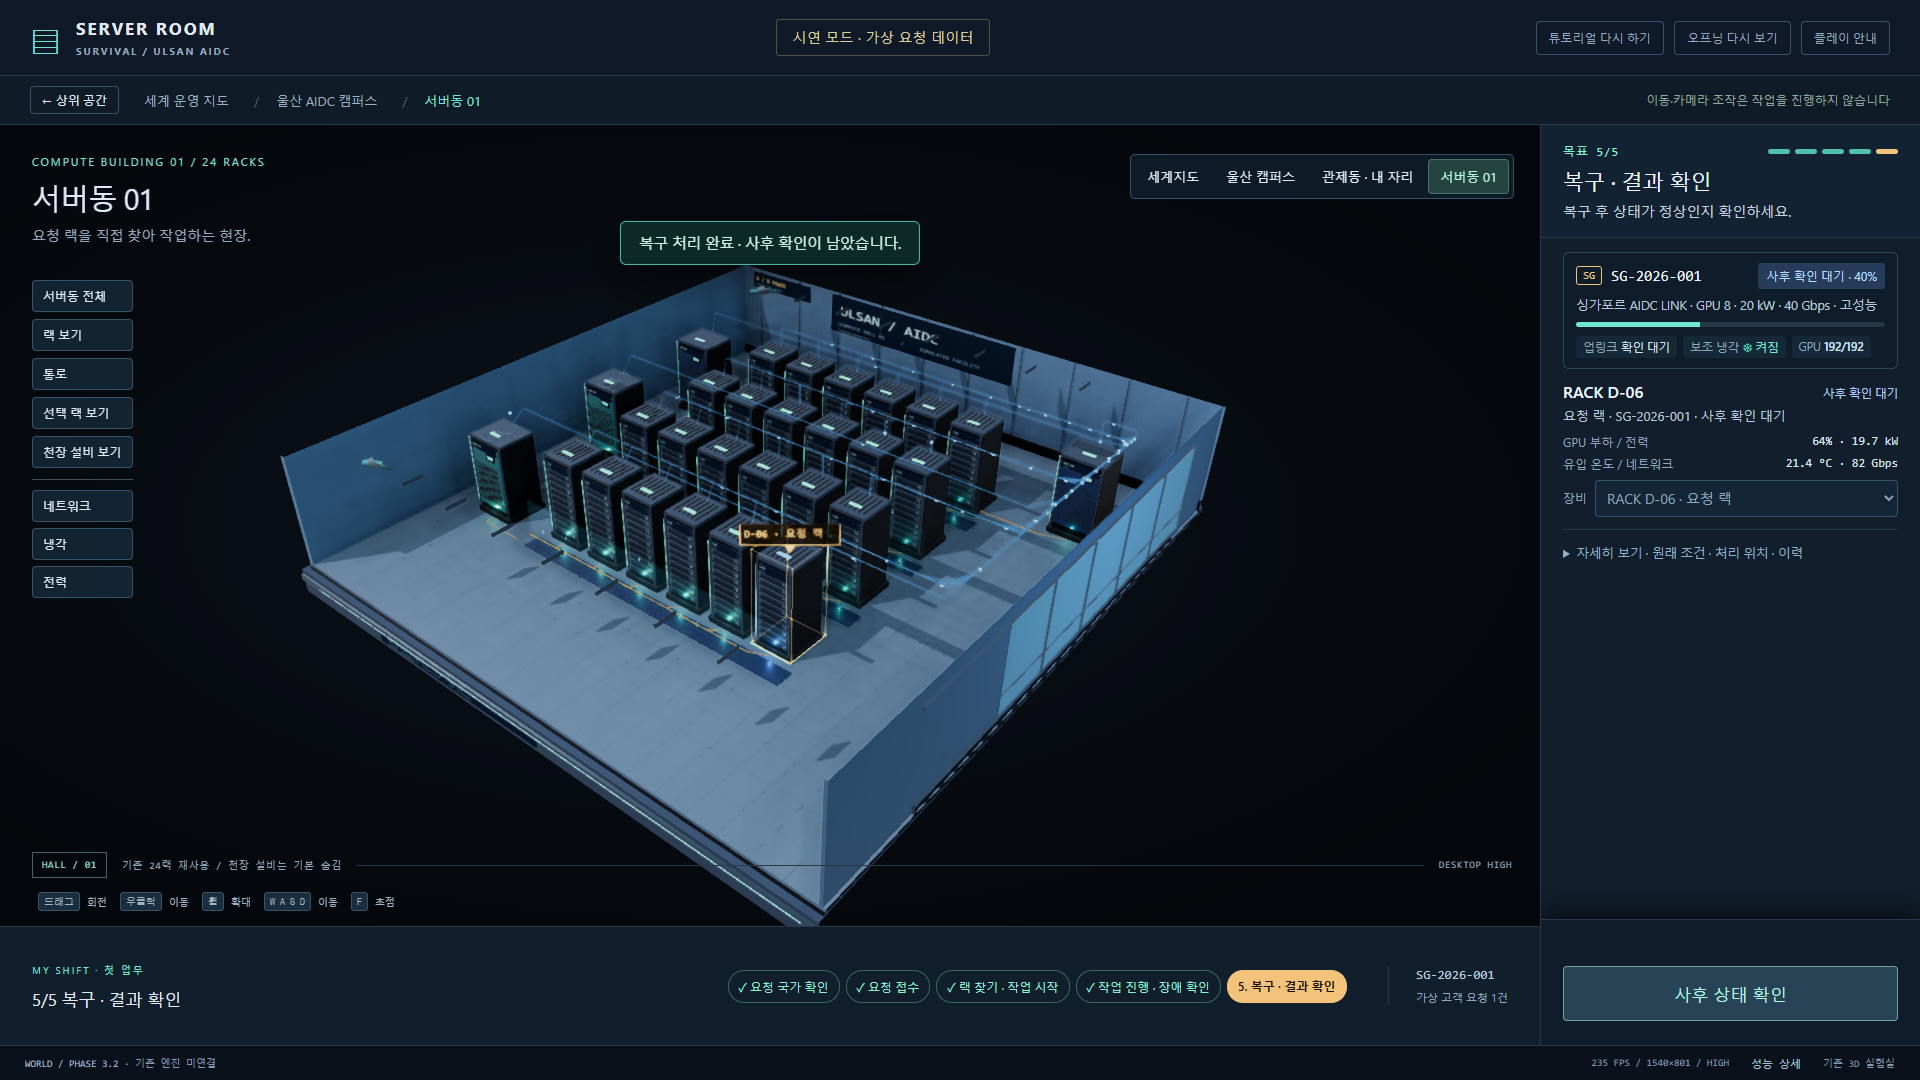 SERVER ROOM
SURVIVAL / ULSAN AIDC
시연 모드 · 가상 요청 데이터
튜토리얼 다시 하기
오프닝 다시 보기
플레이 안내
← 상위 공간
세계 운영 지도 / 울산 AIDC 캠퍼스 / 서버동 01
이동·카메라 조작은 작업을 진행하지 않습니다
COMPUTE BUILDING 01 / 24 RACKS
서버동 01
요청 랙을 직접 찾아 작업하는 현장.
세계지도
울산 캠퍼스
관제동 · 내 자리
서버동 01
복구 처리 완료 · 사후 확인이 남았습니다.
서버동 전체
랙 보기
통로
선택 랙 보기
천장 설비 보기
네트워크
냉각
전력
ULSAN / AIDC
D-06 · 요청 랙
목표 5/5
복구 · 결과 확인
복구 후 상태가 정상인지 확인하세요.
SG SG-2026-001 사후 확인 대기 · 40%
싱가포르 AIDC LINK · GPU 8 · 20 kW · 40 Gbps · 고성능
업링크 확인 대기
보조 냉각 ❄ 켜짐
GPU 192/192
RACK D-06 사후 확인 대기
요청 랙 · SG-2026-001 · 사후 확인 대기
GPU 부하 / 전력 64% · 19.7 kW
유입 온도 / 네트워크 21.4 °C · 82 Gbps
장비 RACK D-06 · 요청 랙
▶ 자세히 보기 · 원래 조건 · 처리 위치 · 이력
HALL / 01 기존 24랙 재사용 / 천장 설비는 기본 숨김 DESKTOP HIGH
드래그 회전 우클릭 이동 휠 확대 W A S D 이동 F 초점
MY SHIFT · 첫 업무
5/5 복구 · 결과 확인
✓ 요청 국가 확인
✓ 요청 접수
✓ 랙 찾기 · 작업 시작
✓ 작업 진행 · 장애 확인
5. 복구 · 결과 확인
SG-2026-001
가상 고객 요청 1건
사후 상태 확인
WORLD / PHASE 3.2 · 기존 엔진 미연결
235 FPS / 1540×801 / HIGH
성능 상세
기존 3D 실험실